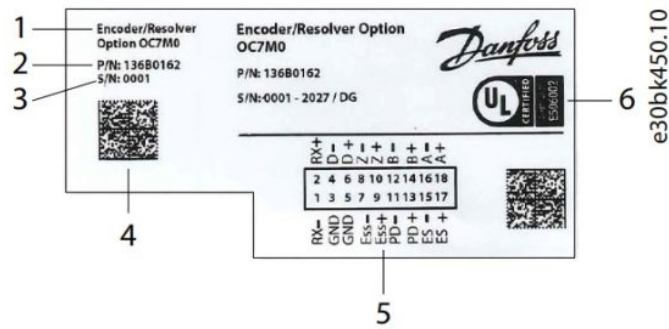 1
Encoder/Resolver
Option OC7M0
2
P/N: 136B0162
3
S/N: 0001
4
Encoder/Resolver Option
OC7M0
P/N: 136B0162
S/N:0001 - 2027 / DG
Danfoss
UL
CERTIFIED
6
RX+ D- D+ Z- Z+ B- B+ A- A+
2 4 6 8 10 12 14 16 18
1 3 5 7 9 11 13 15 17
RX- GND GND Ess- Ess+ PD- PD+ ES- ES+
5
e30bk450.10